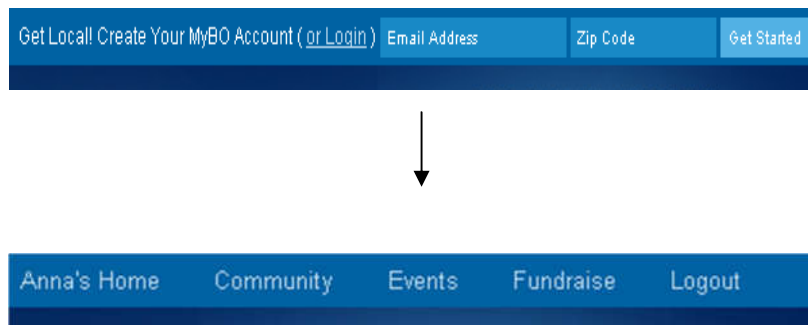 Get Local! Create Your MyBO Account ( or Login ) Email Address Zip Code Get Started
Anna's Home Community Events Fundraise Logout